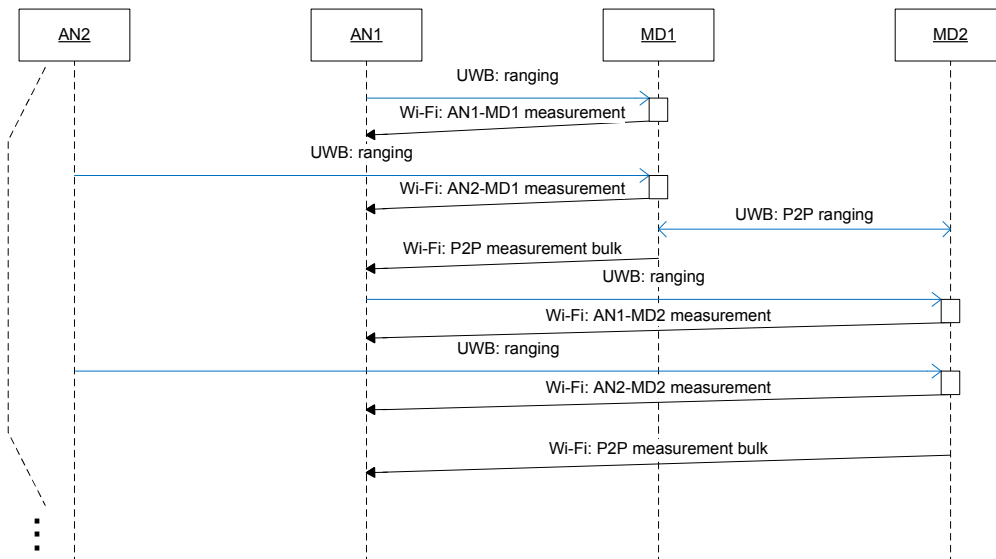 AN2
AN1
MD1
MD2
UWB: ranging
Wi-Fi: AN1-MD1 measurement
UWB: ranging
Wi-Fi: AN2-MD1 measurement
UWB: P2P ranging
Wi-Fi: P2P measurement bulk
UWB: ranging
Wi-Fi: AN1-MD2 measurement
UWB: ranging
Wi-Fi: AN2-MD2 measurement
Wi-Fi: P2P measurement bulk